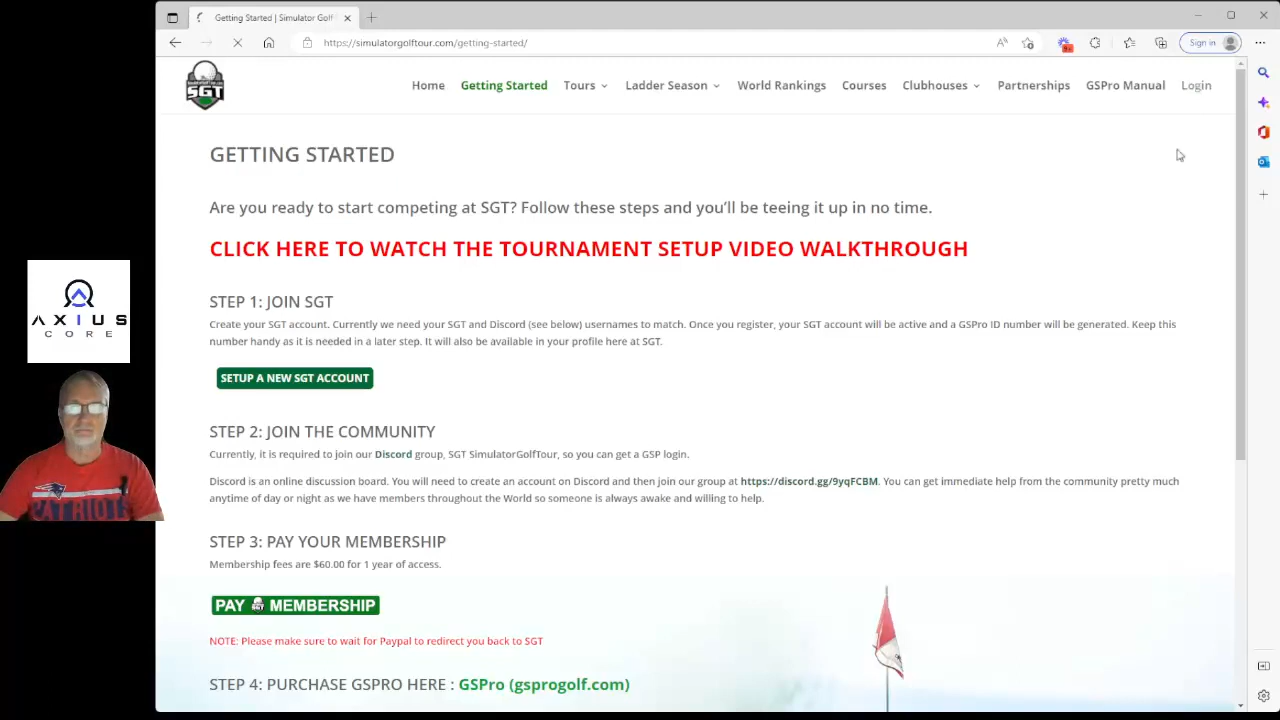 Getting Started | Simulator Golf
https://simulatorgolftour.com/getting-started/
Sign in
SGT
Home Getting Started Tours Ladder Season World Rankings Courses Clubhouses Partnerships GSPro Manual Login
GETTING STARTED
Are you ready to start competing at SGT? Follow these steps and you’ll be teeing it up in no time.
CLICK HERE TO WATCH THE TOURNAMENT SETUP VIDEO WALKTHROUGH
STEP 1: JOIN SGT
Create your SGT account. Currently we need your SGT and Discord (see below) usernames to match. Once you register, your SGT account will be active and a GSPro ID number will be generated. Keep this
number handy as it is needed in a later step. It will also be available in your profile here at SGT.
SETUP A NEW SGT ACCOUNT
STEP 2: JOIN THE COMMUNITY
Currently, it is required to join our Discord group, SGT SimulatorGolfTour, so you can get a GSP login.
Discord is an online discussion board. You will need to create an account on Discord and then join our group at https://discord.gg/9yqFCBM. You can get immediate help from the community pretty much
anytime of day or night as we have members throughout the World so someone is always awake and willing to help.
STEP 3: PAY YOUR MEMBERSHIP
Membership fees are $60.00 for 1 year of access.
PAY SGT MEMBERSHIP
NOTE: Please make sure to wait for Paypal to redirect you back to SGT
STEP 4: PURCHASE GSPRO HERE : GSPro (gsprogolf.com)
AXIUS
CORE
PATRIOTS